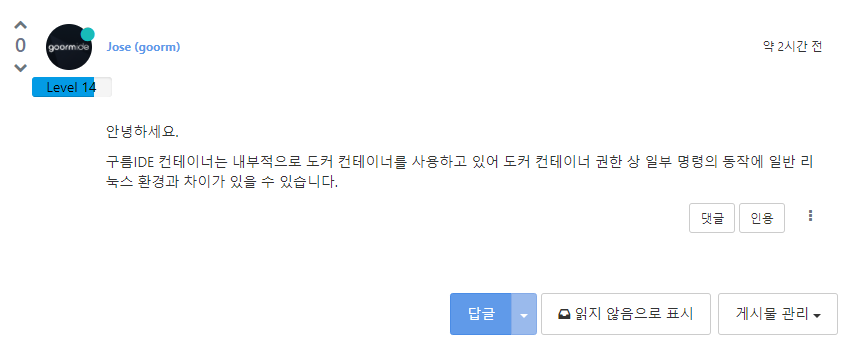 0
goormide
Jose (goorm)
약 2시간 전
Level 14
안녕하세요.
구름IDE 컨테이너는 내부적으로 도커 컨테이너를 사용하고 있어 도커 컨테이너 권한 상 일부 명령의 동작에 일반 리
눅스 환경과 차이가 있을 수 있습니다.
댓글 인용
답글 읽지 않음으로 표시 게시물 관리